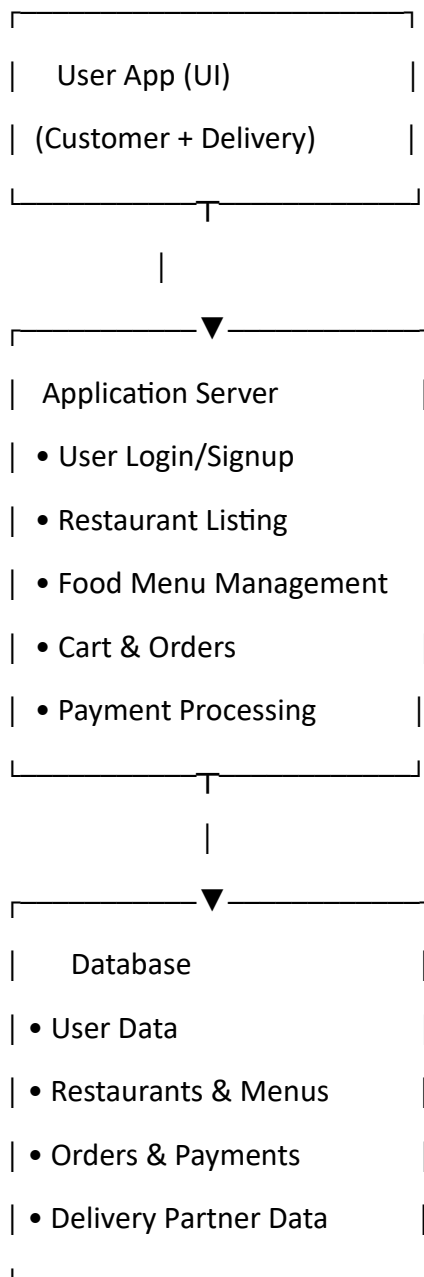 User App (UI)
(Customer + Delivery)
Application Server
• User Login/Signup
• Restaurant Listing
• Food Menu Management
• Cart & Orders
• Payment Processing
Database
• User Data
• Restaurants & Menus
• Orders & Payments
• Delivery Partner Data